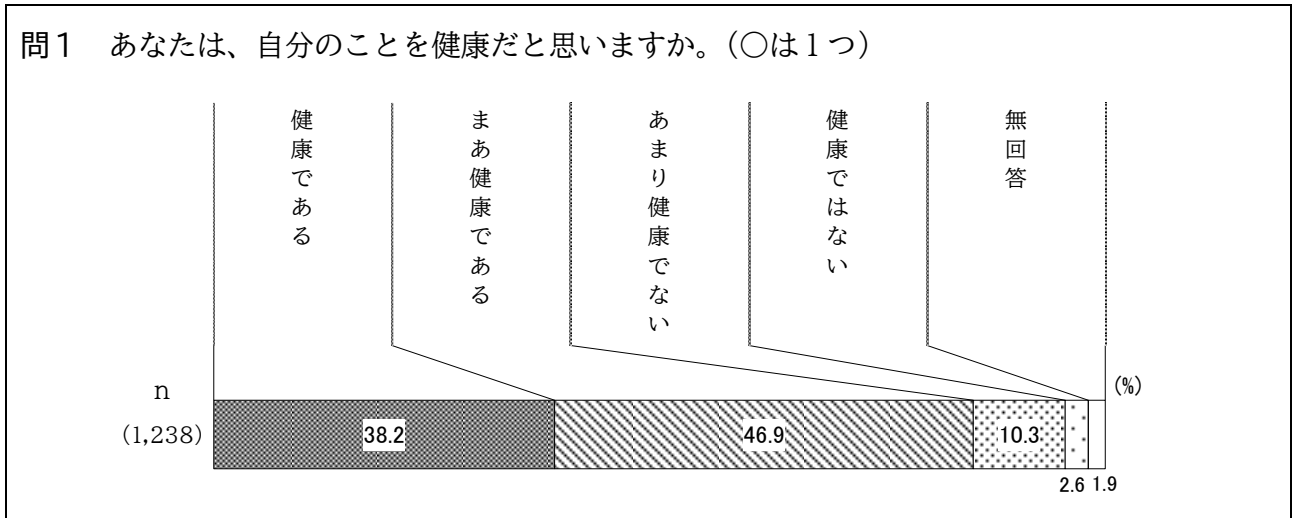 問1 あなたは、自分のことを健康だと思いますか。（○は１つ）
健康である
まあ健康である
あまり健康でない
健康ではない
無回答
n
(%)
(1,238)
38.2
46.9
10.3
2.6
1.9